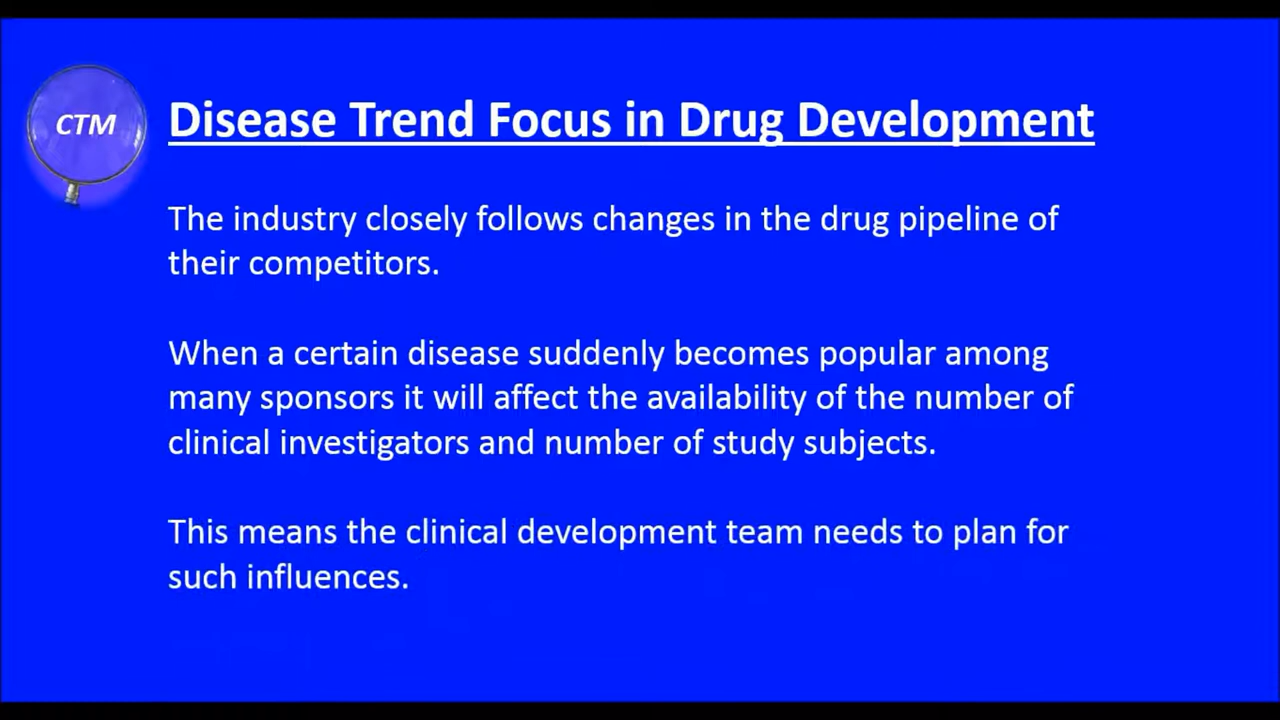 CTM
Disease Trend Focus in Drug Development
The industry closely follows changes in the drug pipeline of
their competitors.
When a certain disease suddenly becomes popular among
many sponsors it will affect the availability of the number of
clinical investigators and number of study subjects.
This means the clinical development team needs to plan for
such influences.